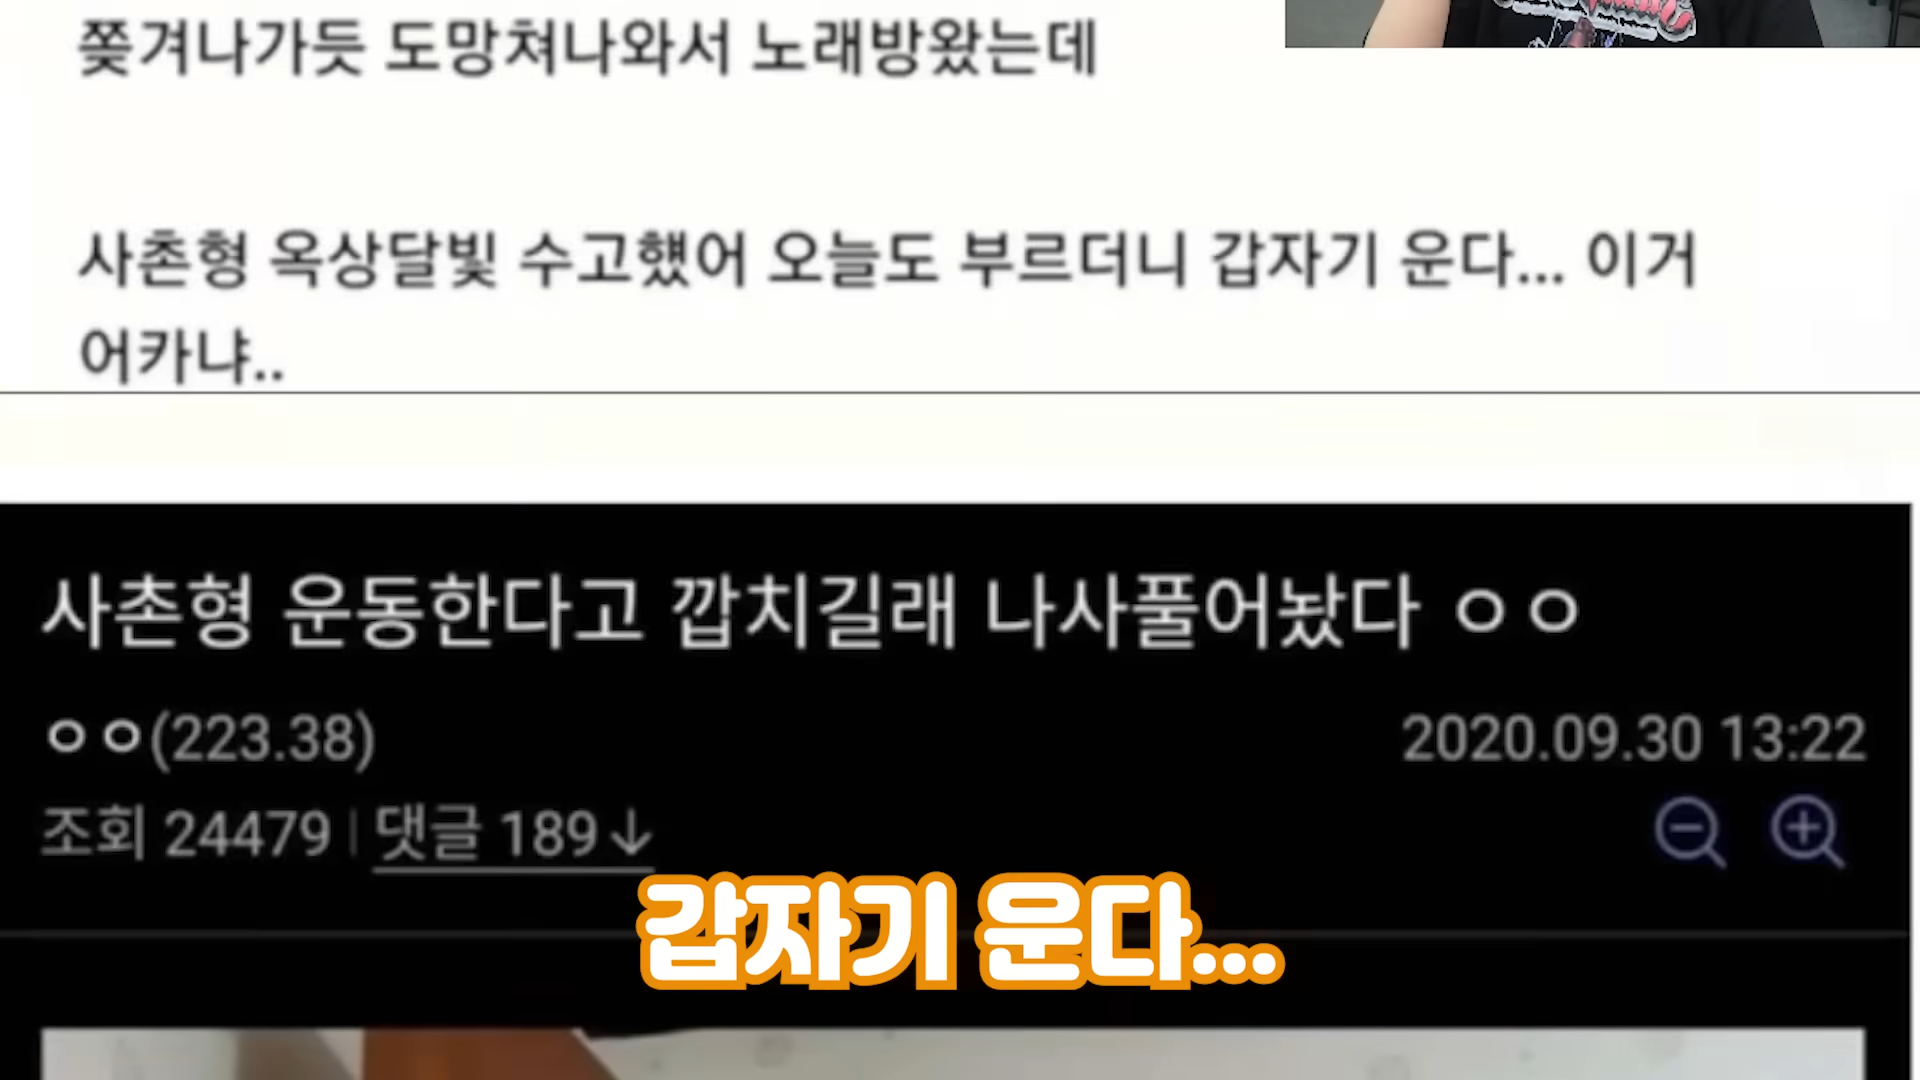 쫒겨나가듯 도망쳐나와서 노래방왔는데
사촌형 옥상달빛 수고했어 오늘도 부르더니 갑자기 운다... 이거
어카냐..
사촌형 운동한다고 깝치길래 나사풀어놨다 ㅇㅇ
ㅇㅇ(223.38)
2020.09.30 13:22
조회 24479 | 댓글 189↓
갑자기 운다...